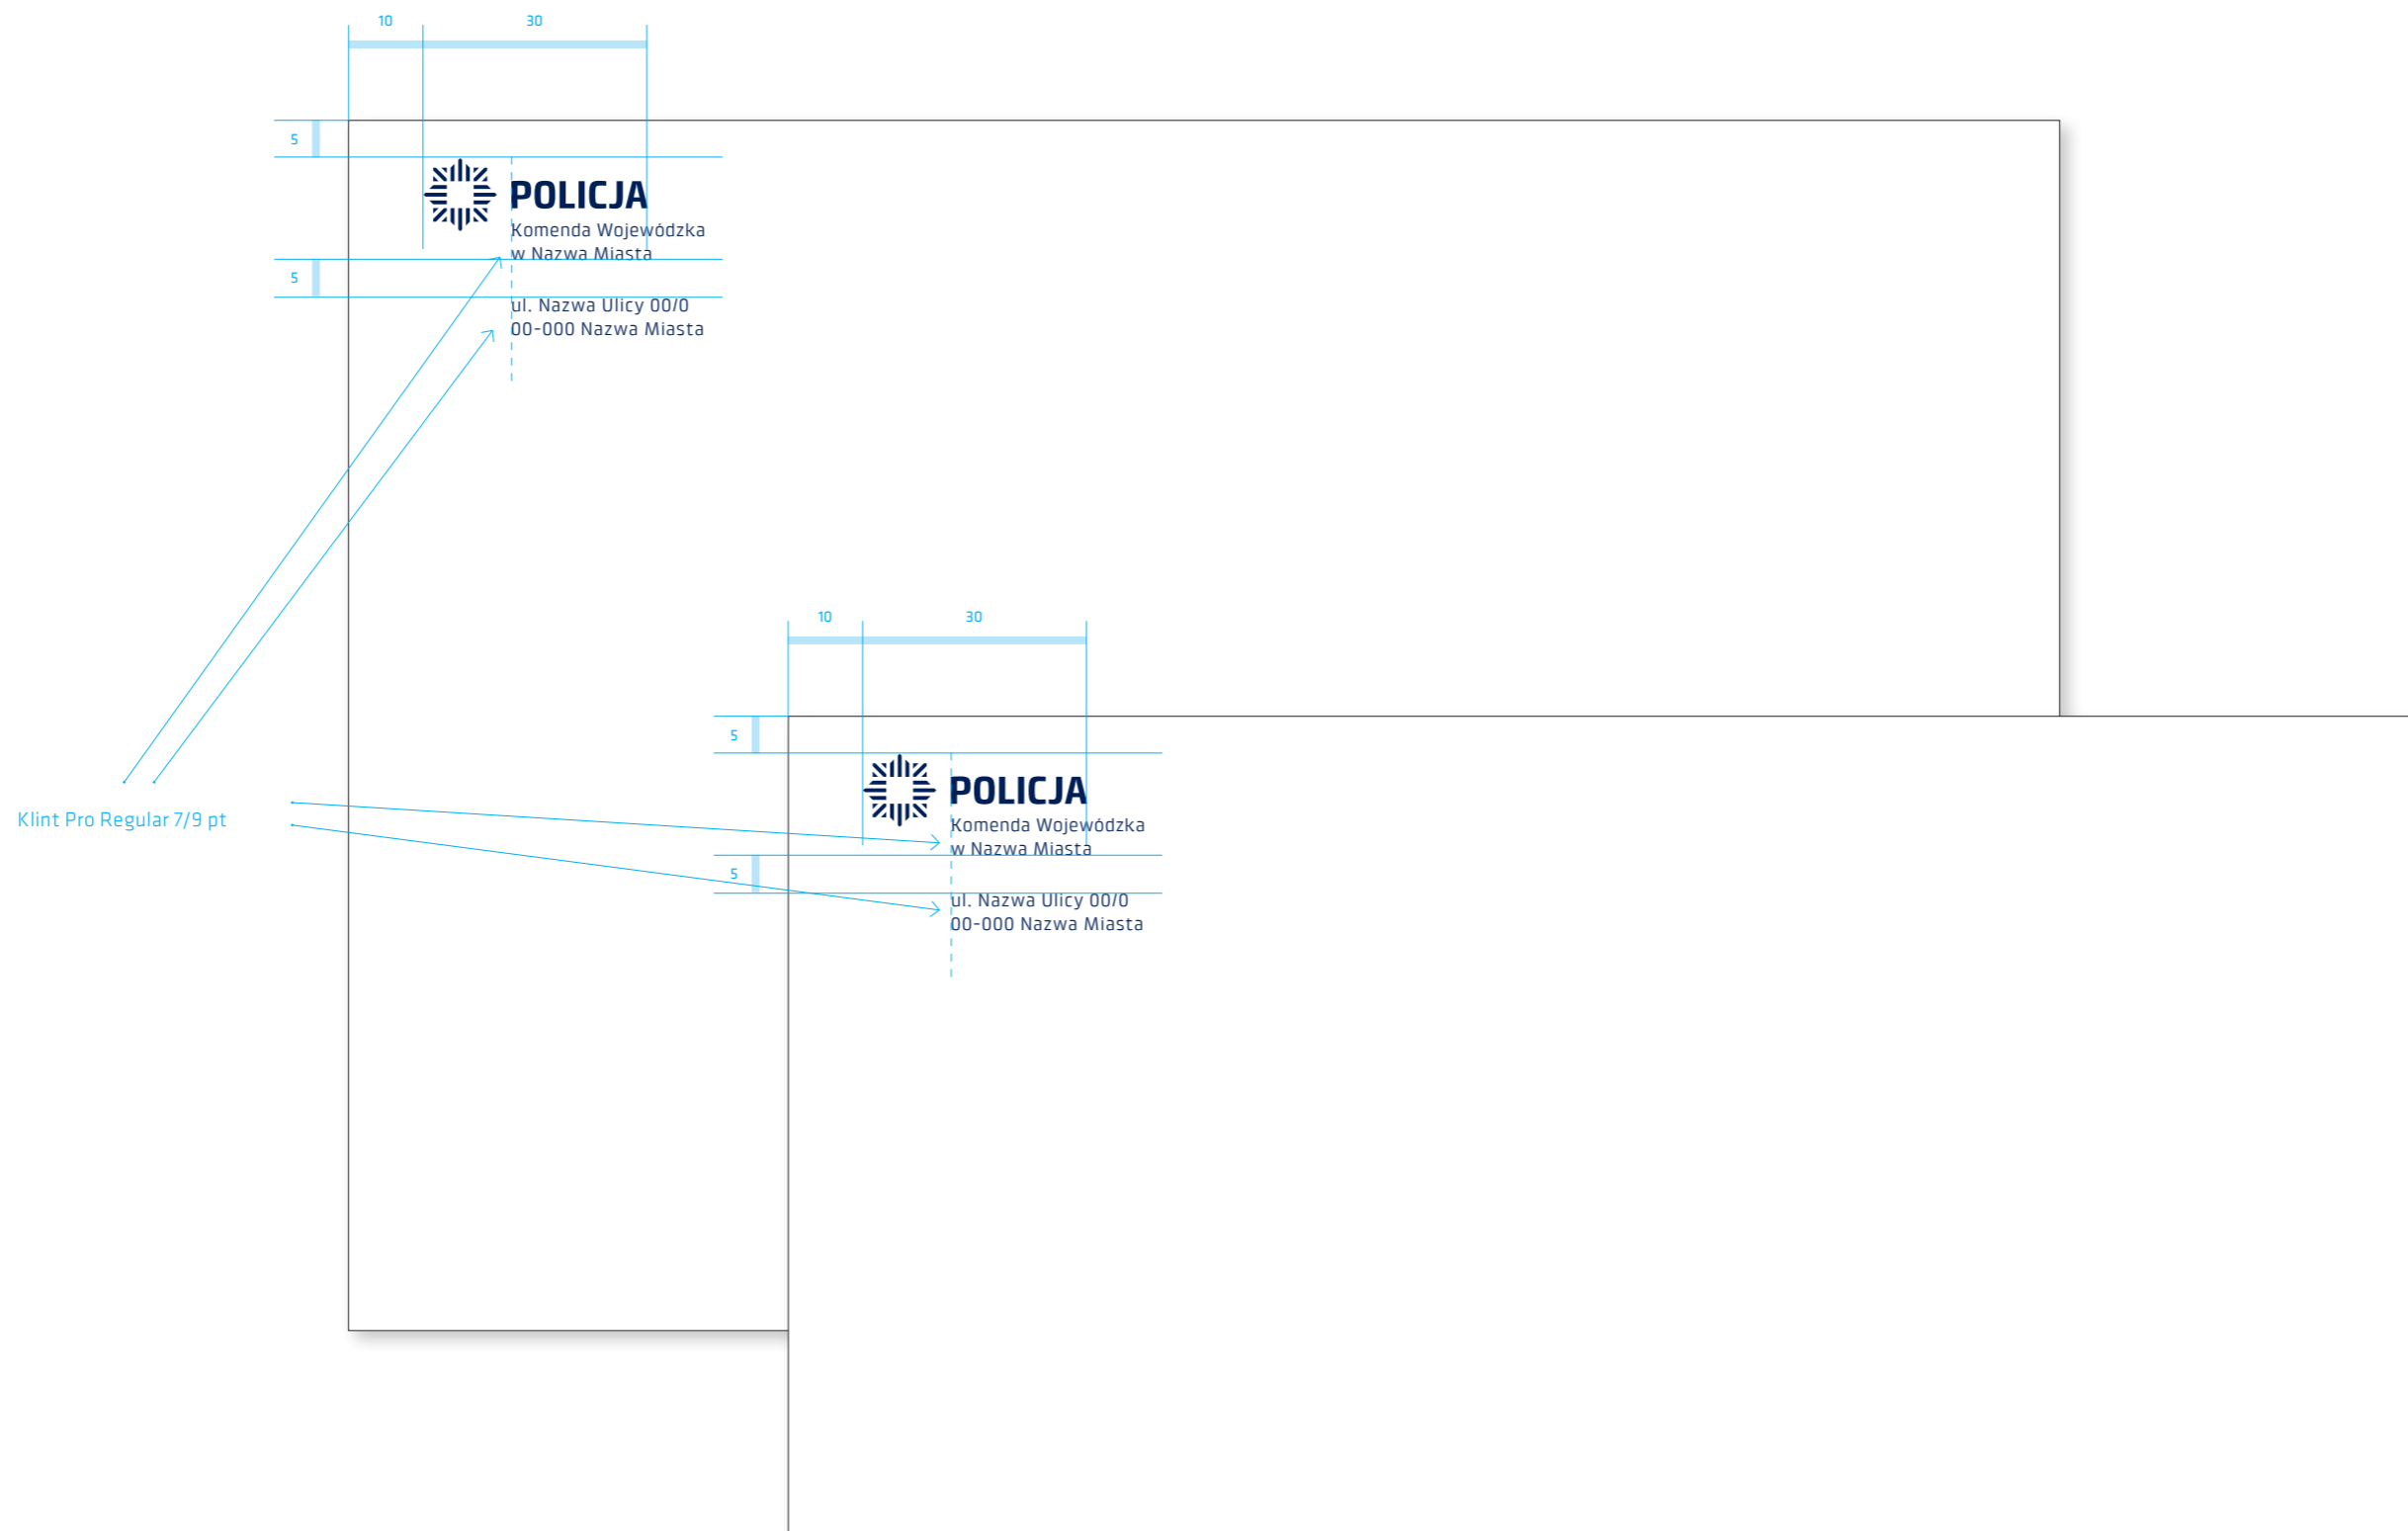 10
30
5
POLICJA
Komenda Wojewódzka
w Nazwa Miasta
5
ul. Nazwa Ulicy 00/0
00-000 Nazwa Miasta
10
30
5
POLICJA
Klint Pro Regular 7/9 pt
Komenda Wojewódzka
w Nazwa Miasta
5
ul. Nazwa Ulicy 00/0
00-000 Nazwa Miasta